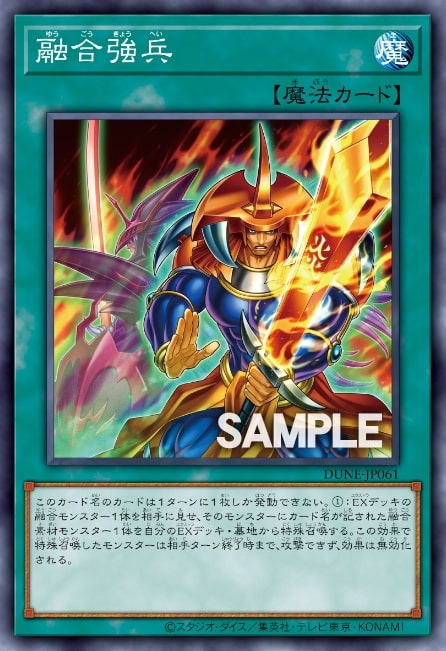 融合強兵
ゆう ごう きょう へい
魔
【魔法カード】
ま ほう
SAMPLE
DUNE-JP061
このカード名のカードは1ターンに1枚しか発動できない。①：EXデッキの
融合モンスター1体を相手に見せ、そのモンスターにカード名が記された融合
素材モンスター1体を自分のEXデッキ・墓地から特殊召喚する。この効果で
特殊召喚したモンスターは相手ターン終了時まで、攻撃できず、効果は無効化
される。
©スタジオ・ダイス／集英社・テレビ東京・KONAMI